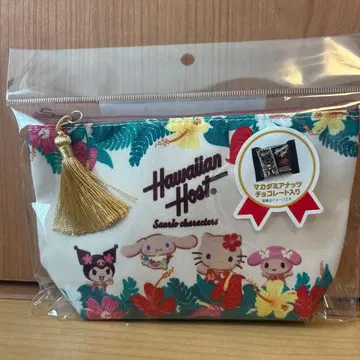 Hawaiian
Host®
Sanrio characters
マカダミアナッツ
チョコレート入り